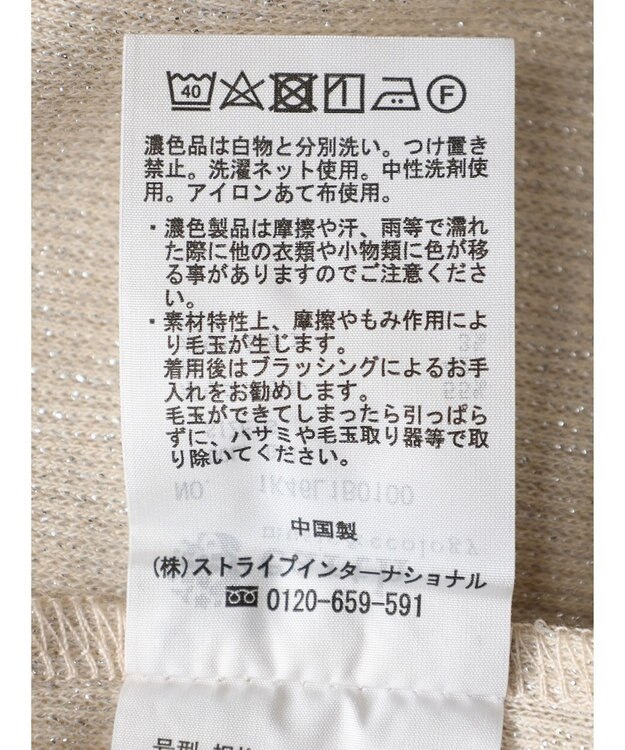 40 F
濃色品は白物と分別洗い。つけ置き
禁止。洗濯ネット使用。中性洗剤使
用。アイロンあて布使用。
・濃色製品は摩擦や汗、雨等で濡れ
た際に他の衣類や小物類に色が移
る事がありますのでご注意くださ
い。
・素材特性上、摩擦やもみ作用によ
り毛玉が生じます。
着用後はブラッシングによるお手
入れをお勧めします。
毛玉ができてしまったら引っぱら
ずに、ハサミや毛玉取り器等で取
り除いてください。
NO. 1K46L1B0100
中国製
(株)ストライプインターナショナル
0120-659-591